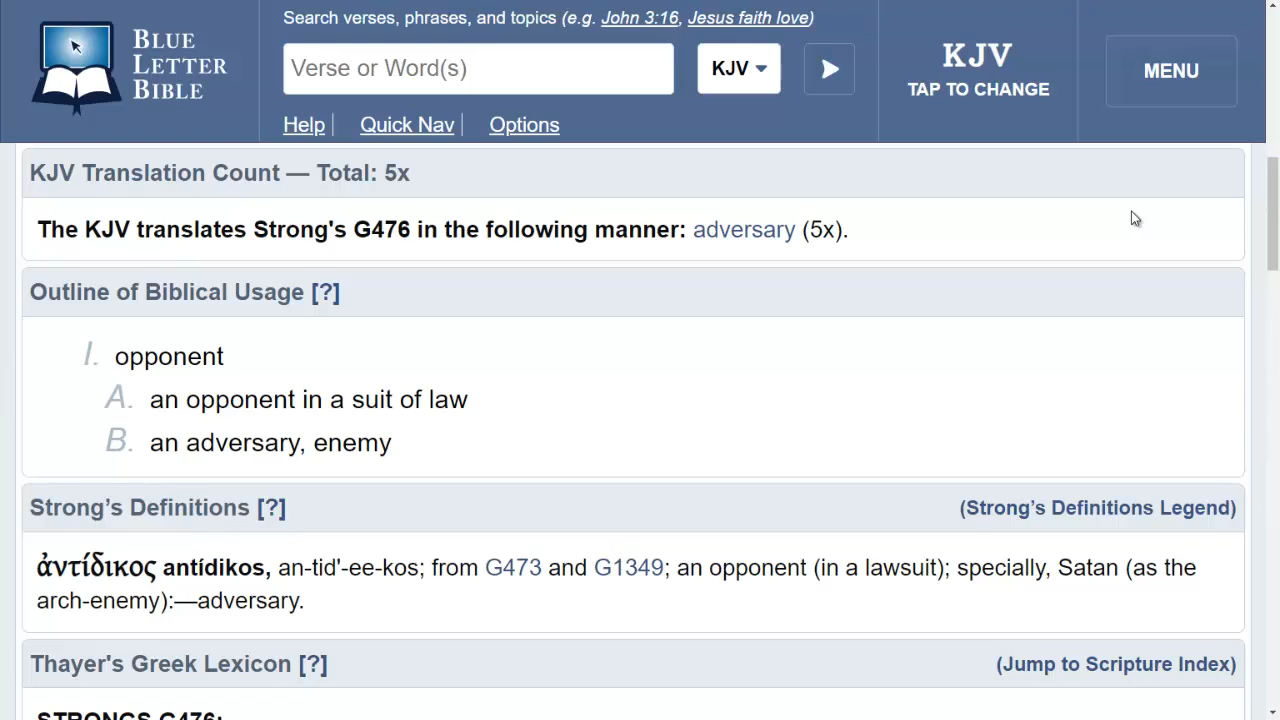 BLUE
LETTER
BIBLE
Search verses, phrases, and topics (e.g. John 3:16, Jesus faith love)
Verse or Word(s)
KJV
Help
Quick Nav
Options
KJV
TAP TO CHANGE
MENU
KJV Translation Count — Total: 5x
The KJV translates Strong's G476 in the following manner: adversary (5x).
Outline of Biblical Usage [?]
I. opponent
A. an opponent in a suit of law
B. an adversary, enemy
Strong’s Definitions [?] (Strong’s Definitions Legend)
ἀντίδικος antídikos, an-tid'-ee-kos; from G473 and G1349; an opponent (in a lawsuit); specially, Satan (as the
arch-enemy):—adversary.
Thayer's Greek Lexicon [?] (Jump to Scripture Index)
STRONGS G476: